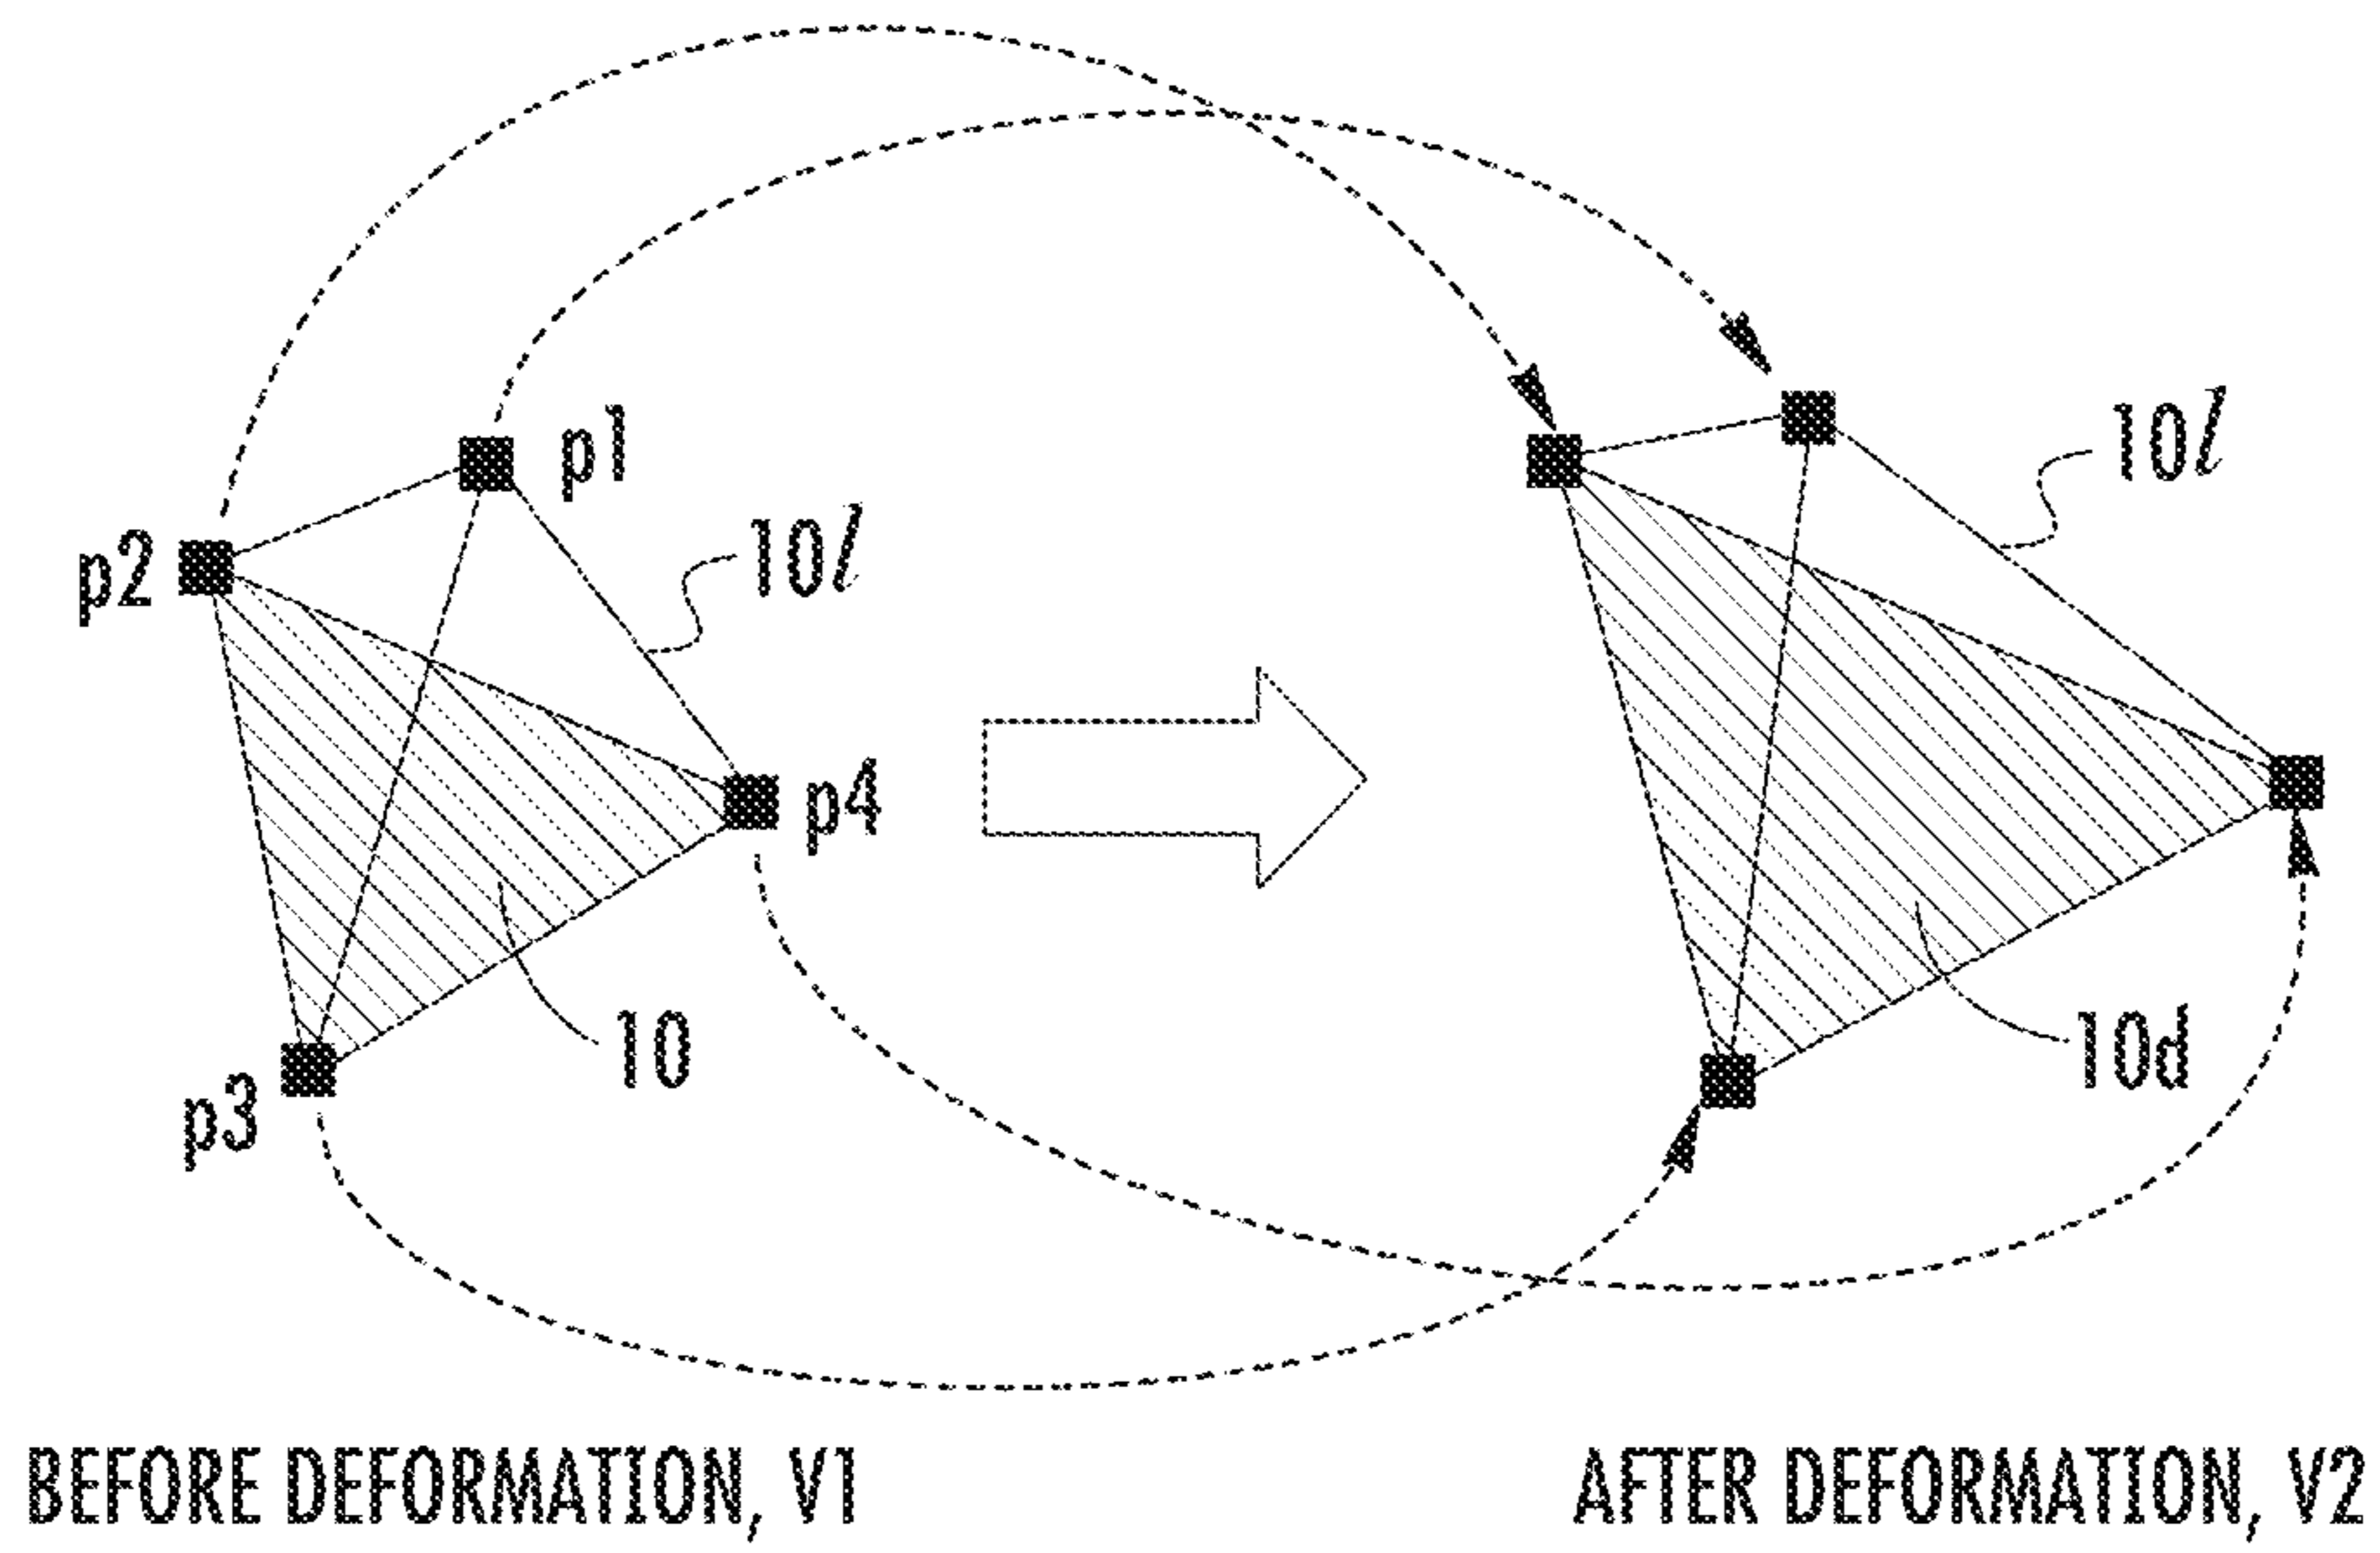 p1
p2
10l
10l
p4
10
10d
p3
BEFORE DEFORMATION, V1
AFTER DEFORMATION, V2